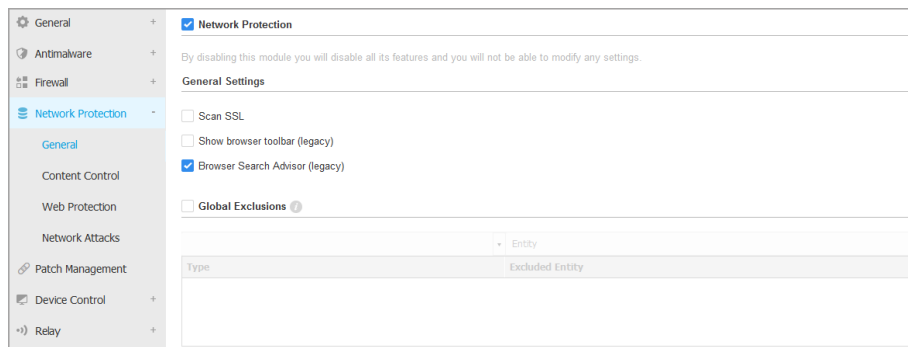 General +
Antimalware +
Firewall +
Network Protection -
General
Content Control
Web Protection
Network Attacks
Patch Management
Device Control +
Relay +
Network Protection
By disabling this module you will disable all its features and you will not be able to modify any settings.
General Settings
Scan SSL
Show browser toolbar (legacy)
Browser Search Advisor (legacy)
Global Exclusions i
Entity
Type Excluded Entity